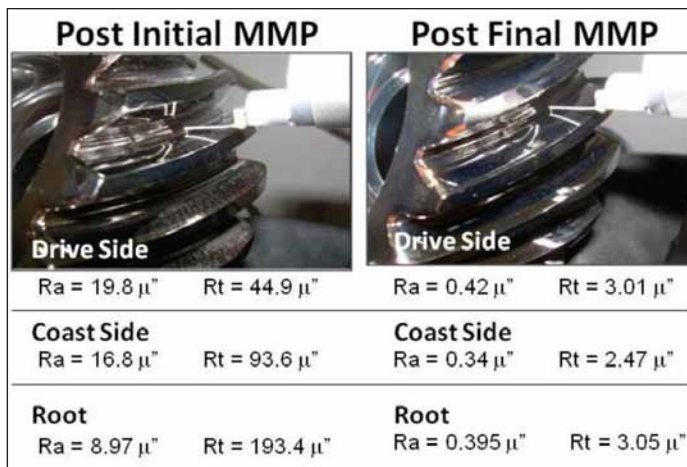 Post Initial MMP
Post Final MMP
Drive Side
Drive Side
Ra = 19.8 μ” Rt = 44.9 μ”
Ra = 0.42 μ” Rt = 3.01 μ”
Coast Side
Coast Side
Ra = 16.8 μ” Rt = 93.6 μ”
Ra = 0.34 μ” Rt = 2.47 μ”
Root
Root
Ra = 8.97 μ” Rt = 193.4 μ”
Ra = 0.395 μ” Rt = 3.05 μ”